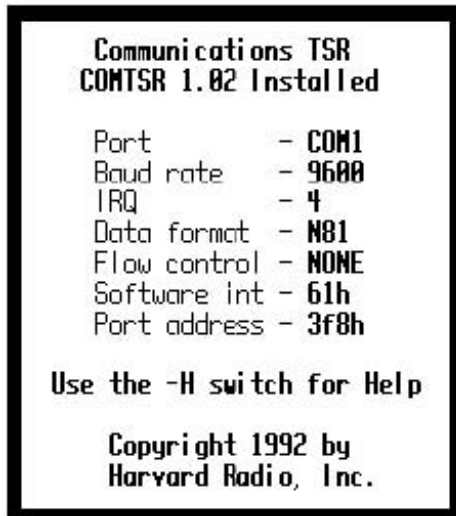 Communications TSR
COMTSR 1.02 Installed
Port - COM1
Baud rate - 9600
IRQ - 4
Data format - N81
Flow control - NONE
Software int - 61h
Port address - 3f8h
Use the -H switch for Help
Copyright 1992 by
Harvard Radio, Inc.